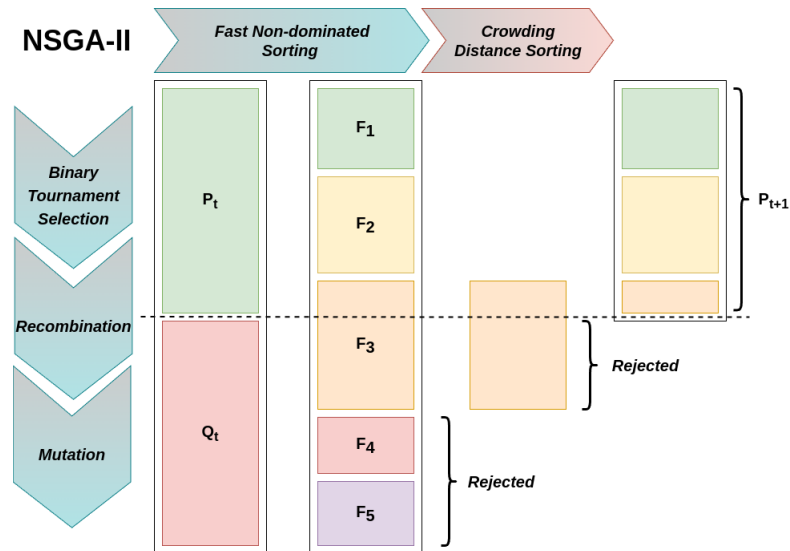 NSGA-II
Fast Non-dominated
Sorting
Crowding
Distance Sorting
Binary
Tournament
Selection
Recombination
Mutation
Pt
Qt
F1
F2
F3
F4
F5
Rejected
Rejected
Pt+1